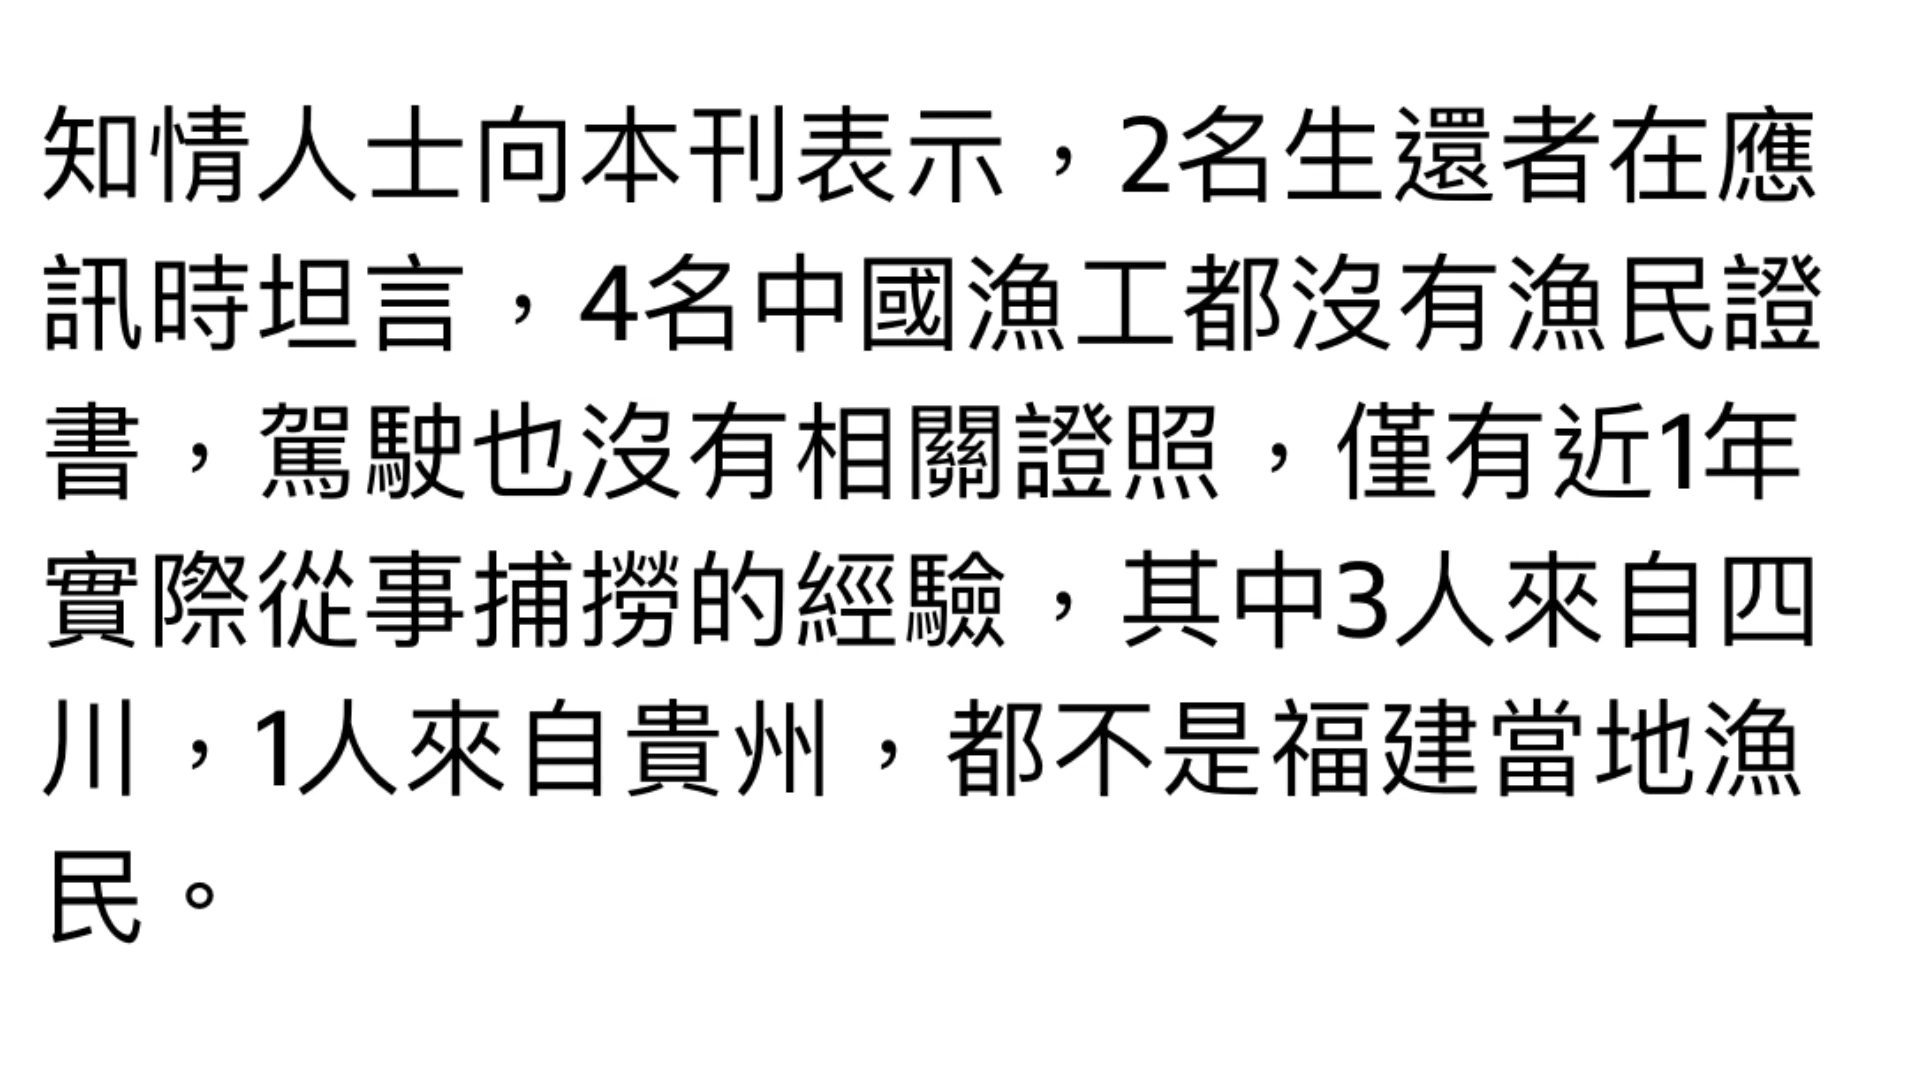 知情人士向本刊表示，2名生還者在應
訊時坦言，4名中國漁工都沒有漁民證
書，駕駛也沒有相關證照，僅有近1年
實際從事捕撈的經驗，其中3人來自四
川，1人來自貴州，都不是福建當地漁
民。